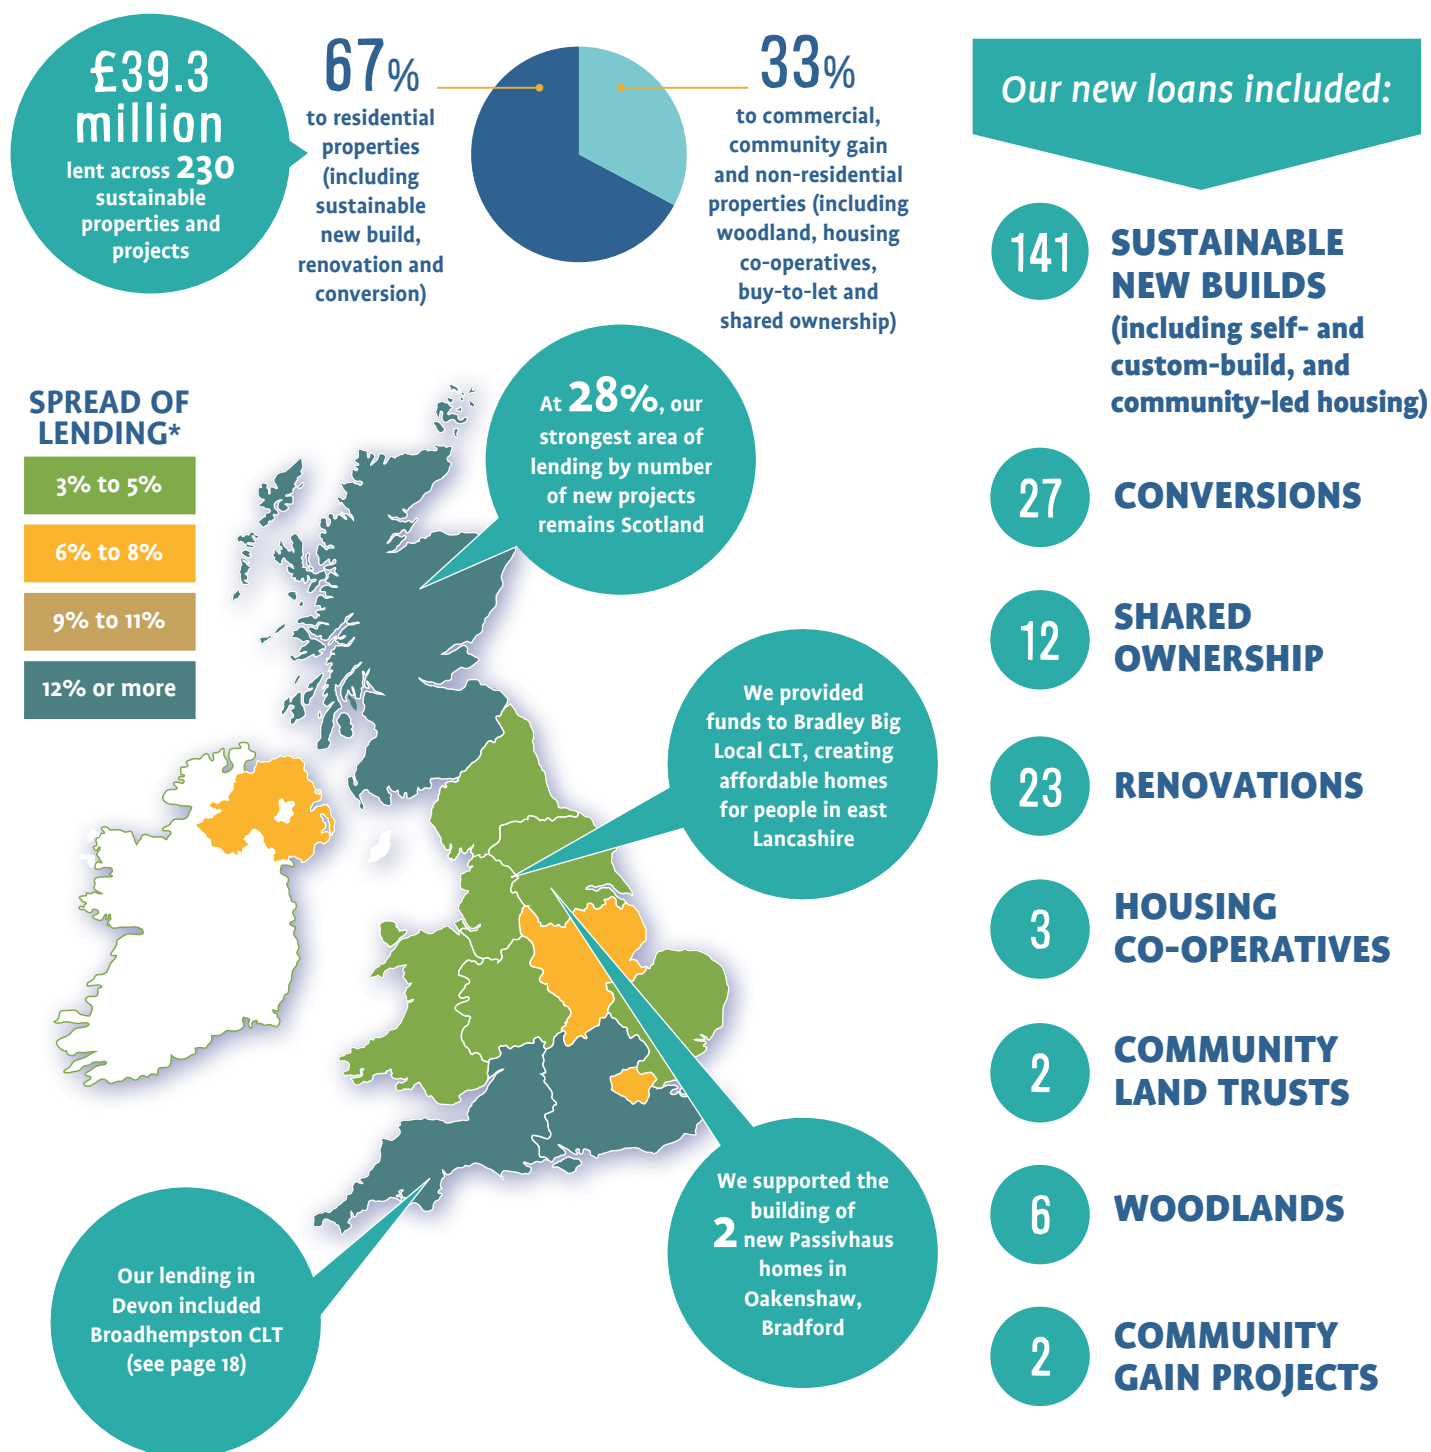 £39.3
million
lent across 230
sustainable
properties and
projects
67%
to residential
properties
(including
sustainable
new build,
renovation and
conversion)
33%
to commercial,
community gain
and non-residential
properties (including
woodland, housing
co-operatives,
buy-to-let and
shared ownership)
Our new loans included:
141
SUSTAINABLE
NEW BUILDS
(including self- and
custom-build, and
community-led housing)
27
CONVERSIONS
12
SHARED
OWNERSHIP
23
RENOVATIONS
3
HOUSING
CO-OPERATIVES
2
COMMUNITY
LAND TRUSTS
6
WOODLANDS
2
COMMUNITY
GAIN PROJECTS
SPREAD OF
LENDING*
3% to 5%
6% to 8%
9% to 11%
12% or more
At 28%, our
strongest area of
lending by number
of new projects
remains Scotland
We provided
funds to Bradley Big
Local CLT, creating
affordable homes
for people in east
Lancashire
We supported the
building of
2 new Passivhaus
homes in
Oakenshaw,
Bradford
Our lending in
Devon included
Broadhempston CLT
(see page 18)